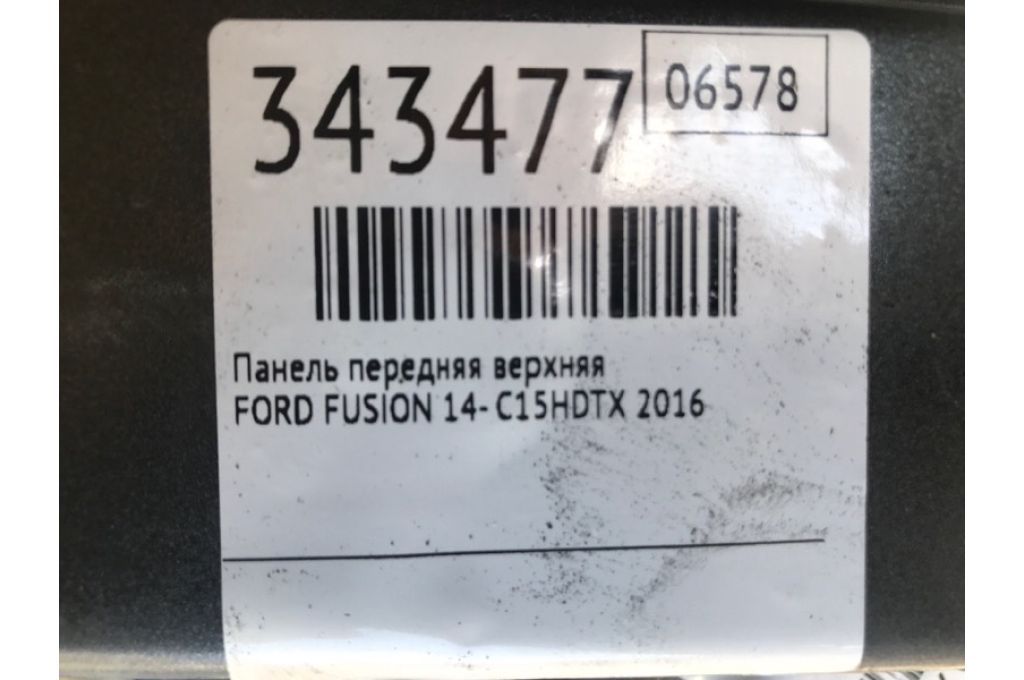 343477
06578
Панель передняя верхняя
FORD FUSION 14- C15HDTX 2016